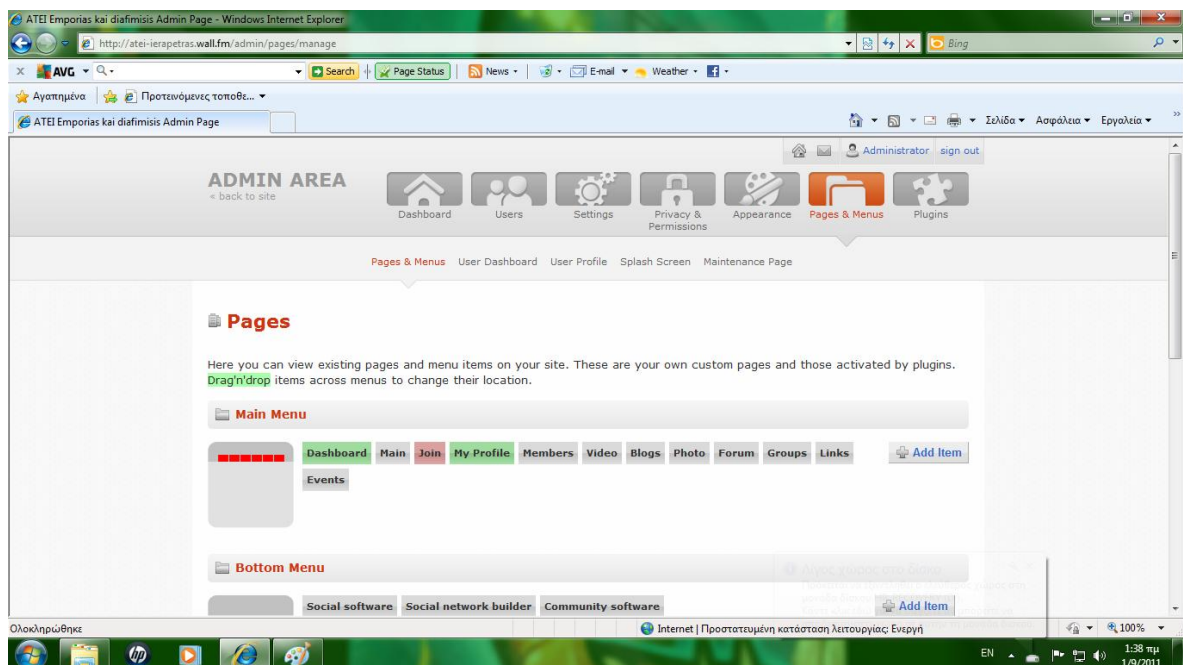 ATEI Emporias kai diafimisis Admin Page - Windows Internet Explorer
http://atei-ierapetras.wall.fm/admin/pages/manage
Bing
AVG Search Page Status News E-mail Weather
Αγαπημένα Προτεινόμενες τοποθε...
ATEI Emporias kai diafimisis Admin Page
Σελίδα Ασφάλεια Εργαλεία
Administrator sign out
ADMIN AREA
< back to site
Dashboard Users Settings Privacy & Permissions Appearance Pages & Menus Plugins
Pages & Menus User Dashboard User Profile Splash Screen Maintenance Page
Pages
Here you can view existing pages and menu items on your site. These are your own custom pages and those activated by plugins.
Drag'n'drop items across menus to change their location.
Main Menu
Dashboard Main Join My Profile Members Video Blogs Photo Forum Groups Links Add Item
Events
Bottom Menu
Social software Social network builder Community software Add Item
Ολοκληρώθηκε
Internet | Προστατευμένη κατάσταση λειτουργίας: Ενεργή
100%
EN
1:38 πμ
1/9/2011